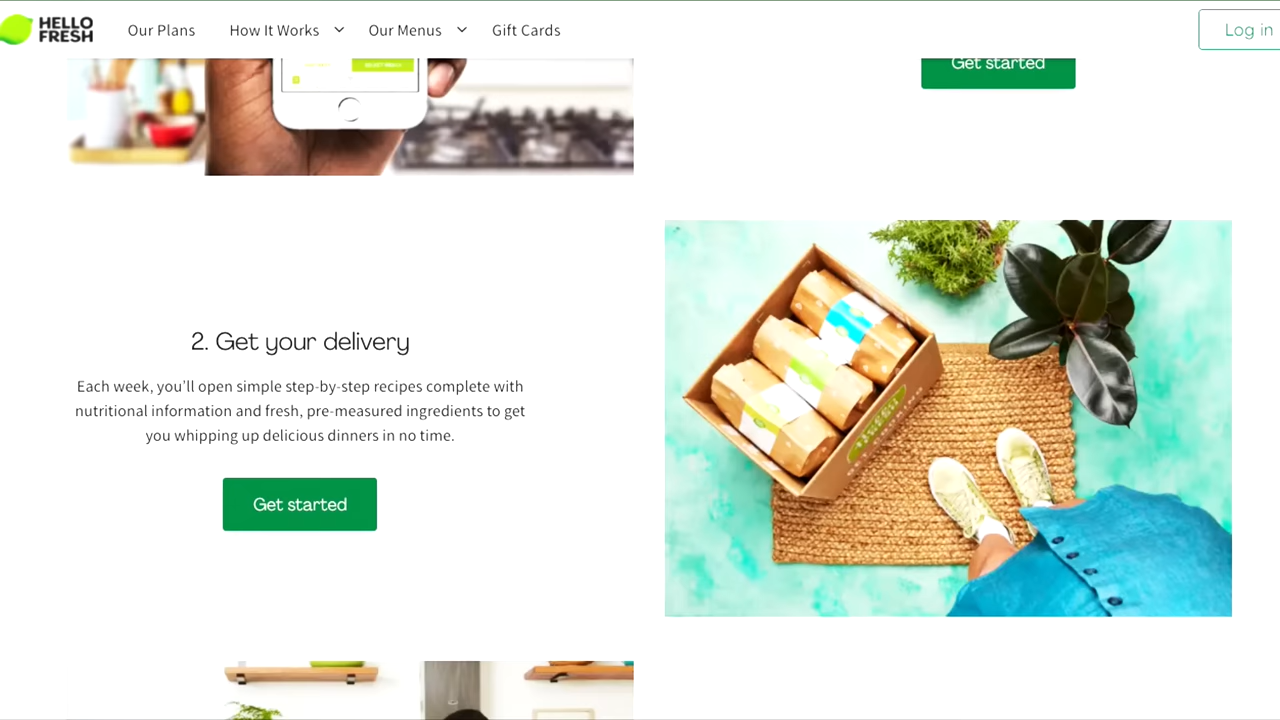 HELLO
FRESH
Our Plans
How It Works
Our Menus
Gift Cards
Log in
Get started
2. Get your delivery
Each week, you'll open simple step-by-step recipes complete with
nutritional information and fresh, pre-measured ingredients to get
you whipping up delicious dinners in no time.
Get started